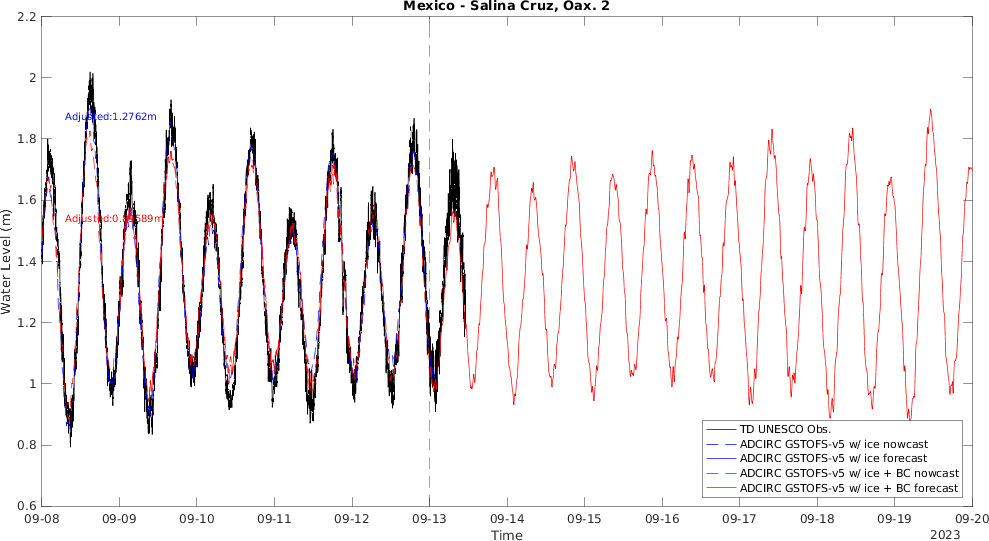 Mexico - Salina Cruz, Oax. 2
2.2
2
1.8
1.6
1.4
1.2
1
0.8
0.6
Water Level (m)
Adjusted:1.2762m
TD UNESCO Obs.
ADCIRC GSTOFS-v5 w/ ice nowcast
ADCIRC GSTOFS-v5 w/ ice forecast
ADCIRC GSTOFS-v5 w/ ice + BC nowcast
ADCIRC GSTOFS-v5 w/ ice + BC forecast
09-08 09-09 09-10 09-11 09-12 09-13 09-14 09-15 09-16 09-17 09-18 09-19 09-20
Time
2023